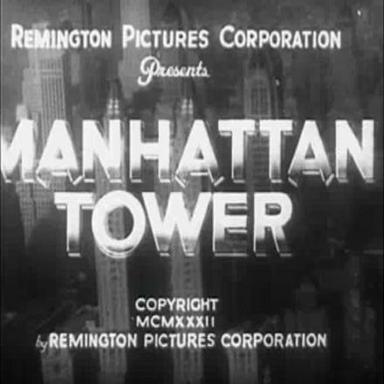 REMINGTON PICTURES CORPORATION
Presents
MANHATTAN
TOWER
COPYRIGHT
MCMXXXII
by REMINGTON PICTURES CORPORATION